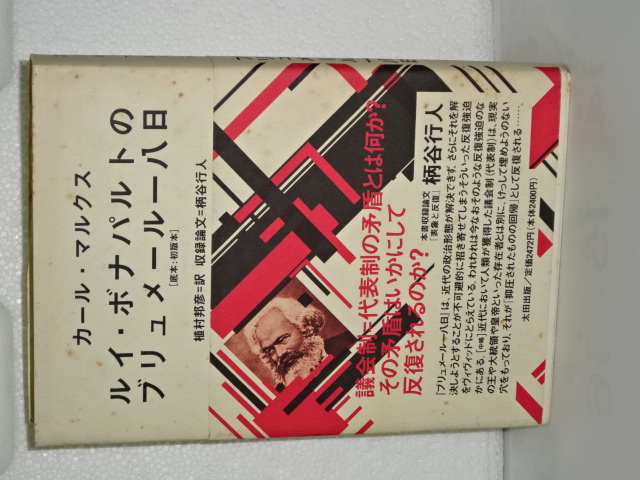 カール・マルクス
ルイ・ボナパルトの
ブリュメール一八日
[底本:初版本]
植村邦彦=訳 収録論文=柄谷行人
議会制=代表制の矛盾とは何か?
その矛盾はいかにして
反復されるのか?
本書収録論文
「表象と反復」
柄谷行人
『ブリュメール一八日』は、近代の政治形態が解決できず、さらにそれを解
決しようとすることが不可避的に招き寄せてしまうそういった反復強迫
をヴィヴィッドにとらえている。われわれは今なおそのような反復強迫のな
かにある。[中略]近代において人類が獲得した議会制(代表制)は、現実
の王や大統領や皇帝といった存在者とは別に、けっして埋めようのない
穴をもっており、それが「抑圧されたものの回帰」として反復される……。
太田出版/定価2472円(本体2400円)